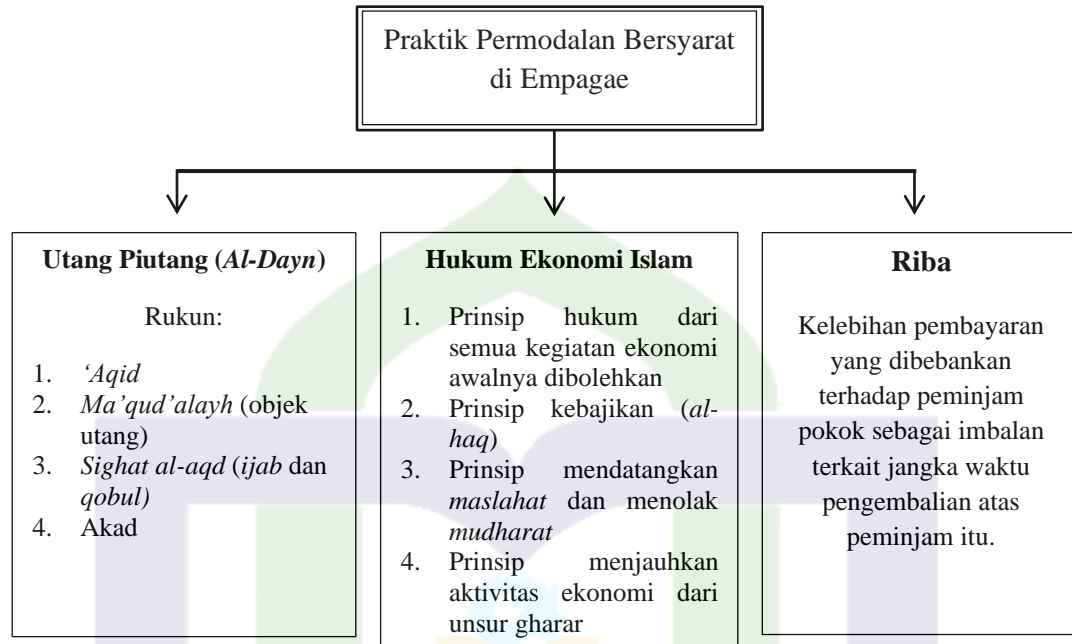 Praktik Permodalan Bersyarat
di Empagae
Utang Piutang (Al-Dayn)
Rukun:
1. ‘Aqid
2. Ma’qud’alayh (objek
utang)
3. Sighat al-aqd (ijab dan
qobul)
4. Akad
Hukum Ekonomi Islam
1. Prinsip hukum dari
semua kegiatan ekonomi
awalnya dibolehkan
2. Prinsip kebajikan (al-
haq)
3. Prinsip mendatangkan
maslahat dan menolak
mudharat
4. Prinsip menjauhkan
aktivitas ekonomi dari
unsur gharar
Riba
Kelebihan pembayaran
yang dibebankan
terhadap peminjam
pokok sebagai imbalan
terkait jangka waktu
pengembalian atas
peminjam itu.